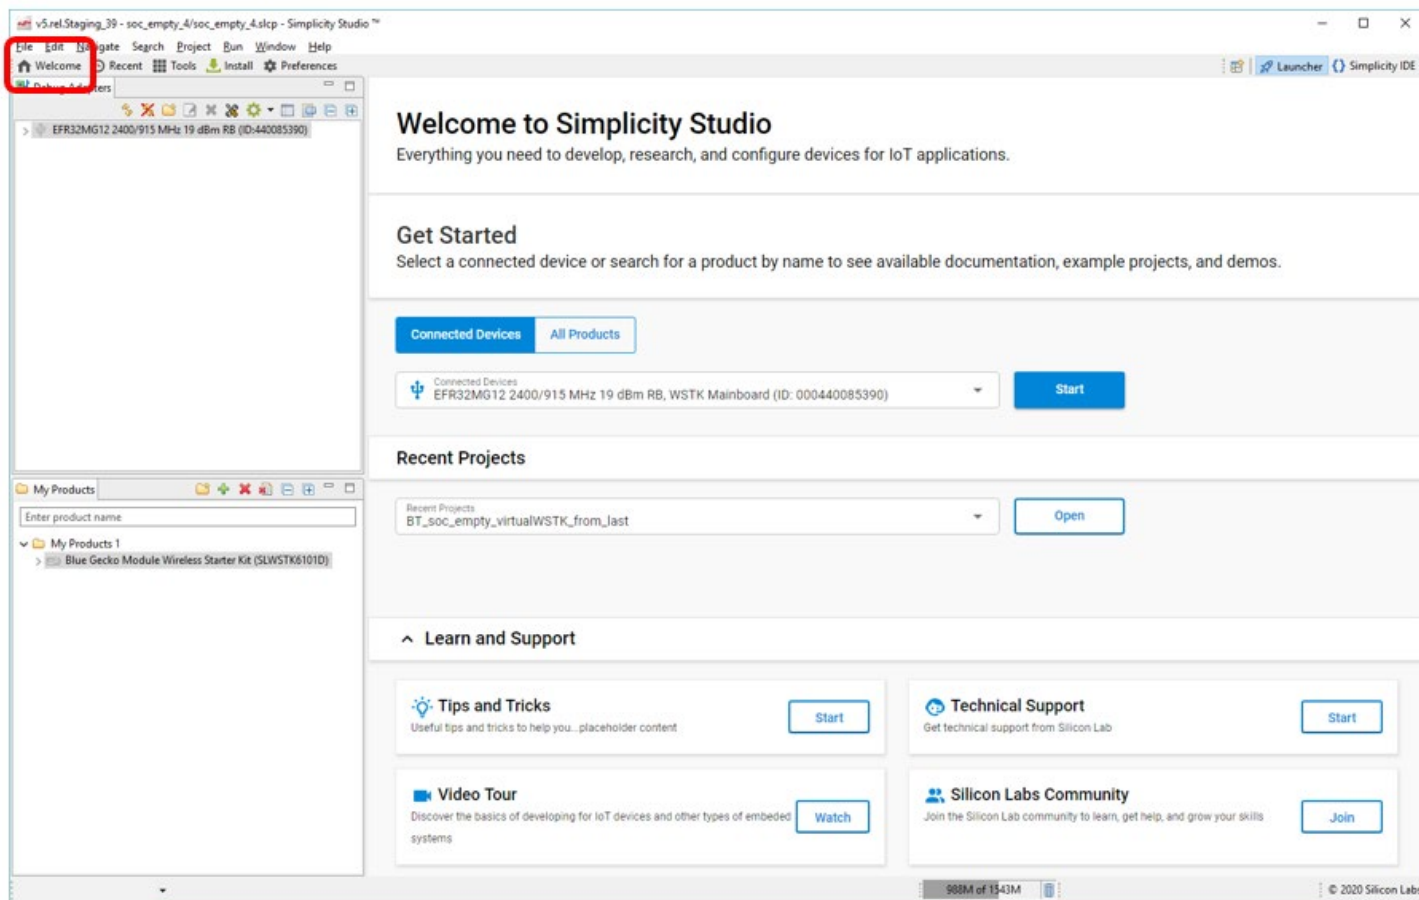 v5.rel.Staging_39 - soc_empty_4/soc_empty_4.slcp - Simplicity Studio ™
File Edit Navigate Search Project Run Window Help
Welcome Recent Tools Install Preferences
Launcher {} Simplicity IDE
Debug Adapters
EFR32MG12 2400/915 MHz 19 dBm RB (ID:440085390)
Welcome to Simplicity Studio
Everything you need to develop, research, and configure devices for IoT applications.
Get Started
Select a connected device or search for a product by name to see available documentation, example projects, and demos.
Connected Devices All Products
Connected Devices
EFR32MG12 2400/915 MHz 19 dBm RB, WSTK Mainboard (ID: 000440085390)
Start
Recent Projects
Recent Projects
BT_soc_empty_virtualWSTK_from_last
Open
My Products
Enter product name
My Products 1
Blue Gecko Module Wireless Starter Kit (SLWSTK6101D)
Learn and Support
Tips and Tricks
Useful tips and tricks to help you...placeholder content
Start
Technical Support
Get technical support from Silicon Lab
Start
Video Tour
Discover the basics of developing for IoT devices and other types of embeded
systems
Watch
Silicon Labs Community
Join the Silicon Lab community to learn, get help, and grow your skills
Join
988M of 1543M
© 2020 Silicon Labs